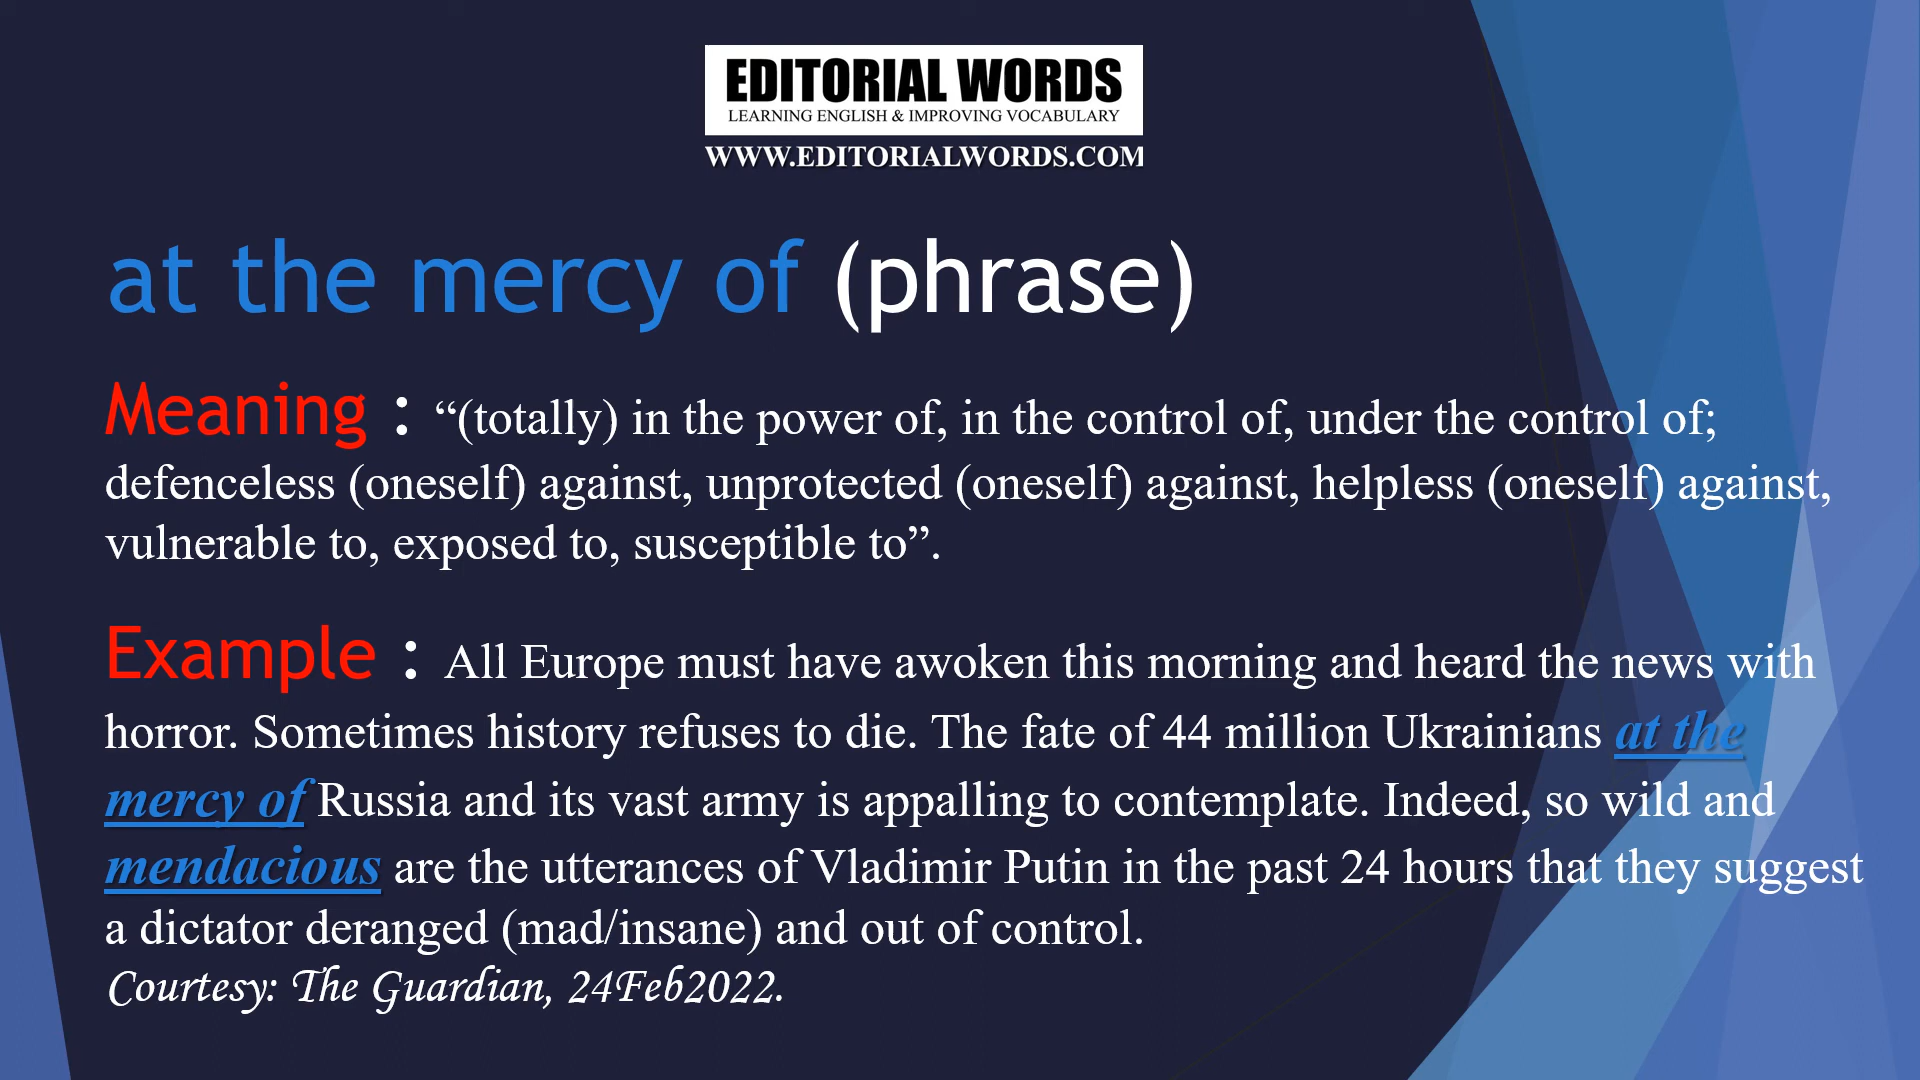 EDITORIAL WORDS
LEARNING ENGLISH & IMPROVING VOCABULARY
WWW.EDITORIALWORDS.COM
at the mercy of (phrase)
Meaning : “(totally) in the power of, in the control of, under the control of;
defenceless (oneself) against, unprotected (oneself) against, helpless (oneself) against,
vulnerable to, exposed to, susceptible to”.
Example : All Europe must have awoken this morning and heard the news with
horror. Sometimes history refuses to die. The fate of 44 million Ukrainians at the
mercy of Russia and its vast army is appalling to contemplate. Indeed, so wild and
mendacious are the utterances of Vladimir Putin in the past 24 hours that they suggest
a dictator deranged (mad/insane) and out of control.
Courtesy: The Guardian, 24Feb2022.